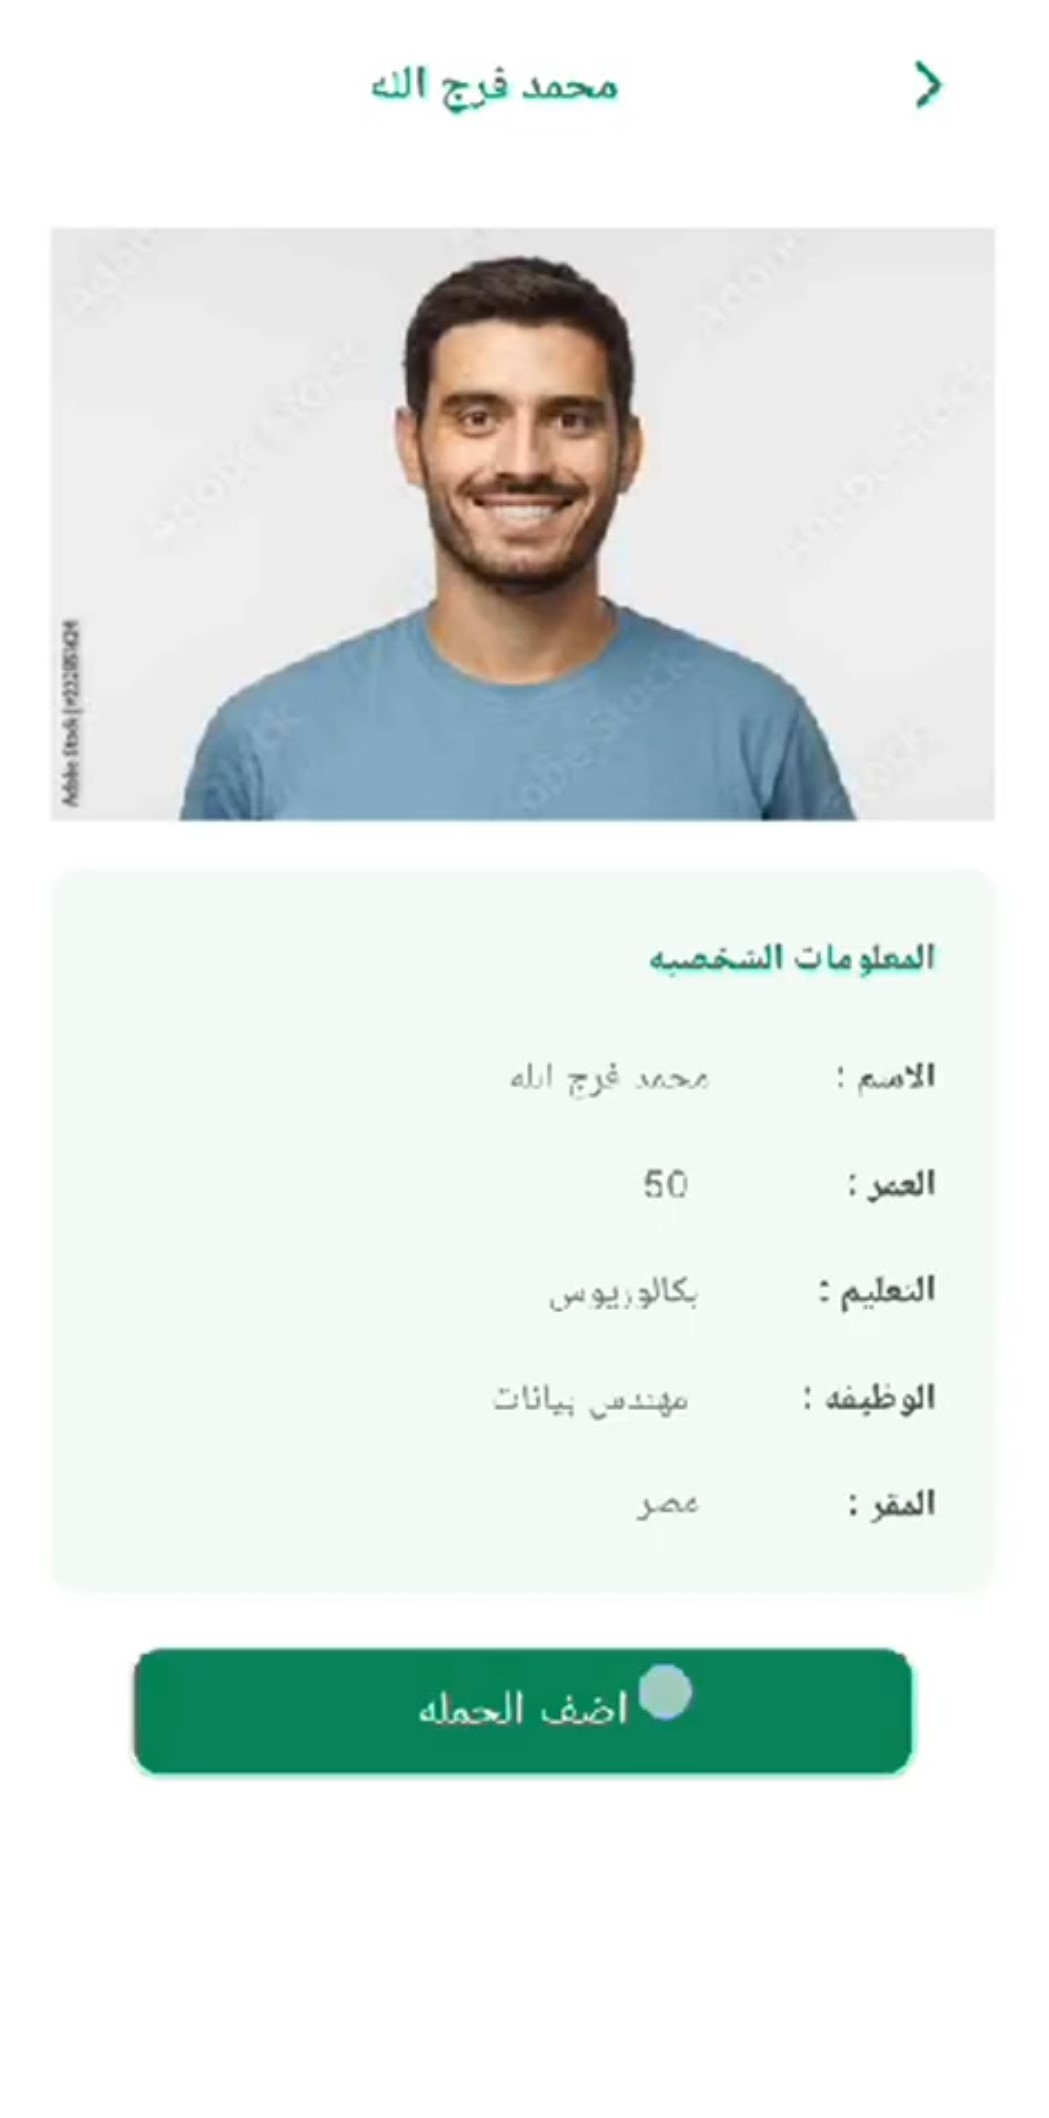 محمد فرج الله
Adobe Stock
المعلومات الشخصيه
الاسم : محمد فرج الله
العمر : 50
التعليم : بكالوريوس
الوظيفه : مهندس بيانات
المقر : مصر
اضف الحمله